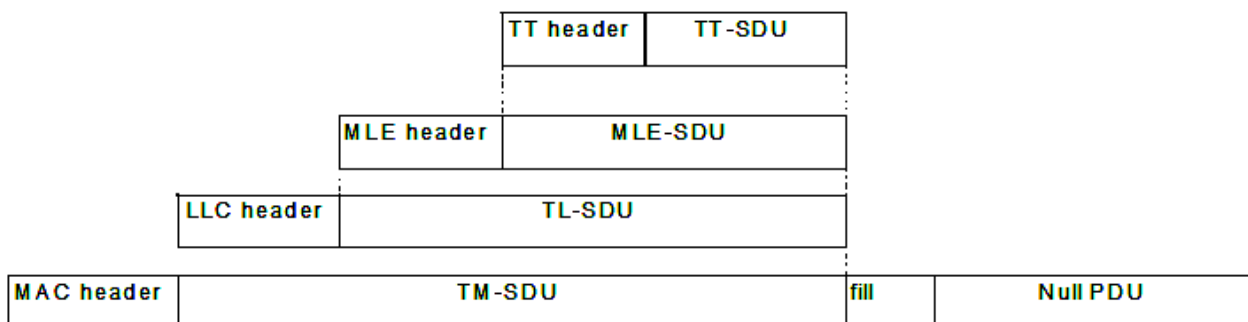 TT header TT-SDU
MLE header MLE-SDU
LLC header TL-SDU
MAC header TM-SDU fill Null PDU